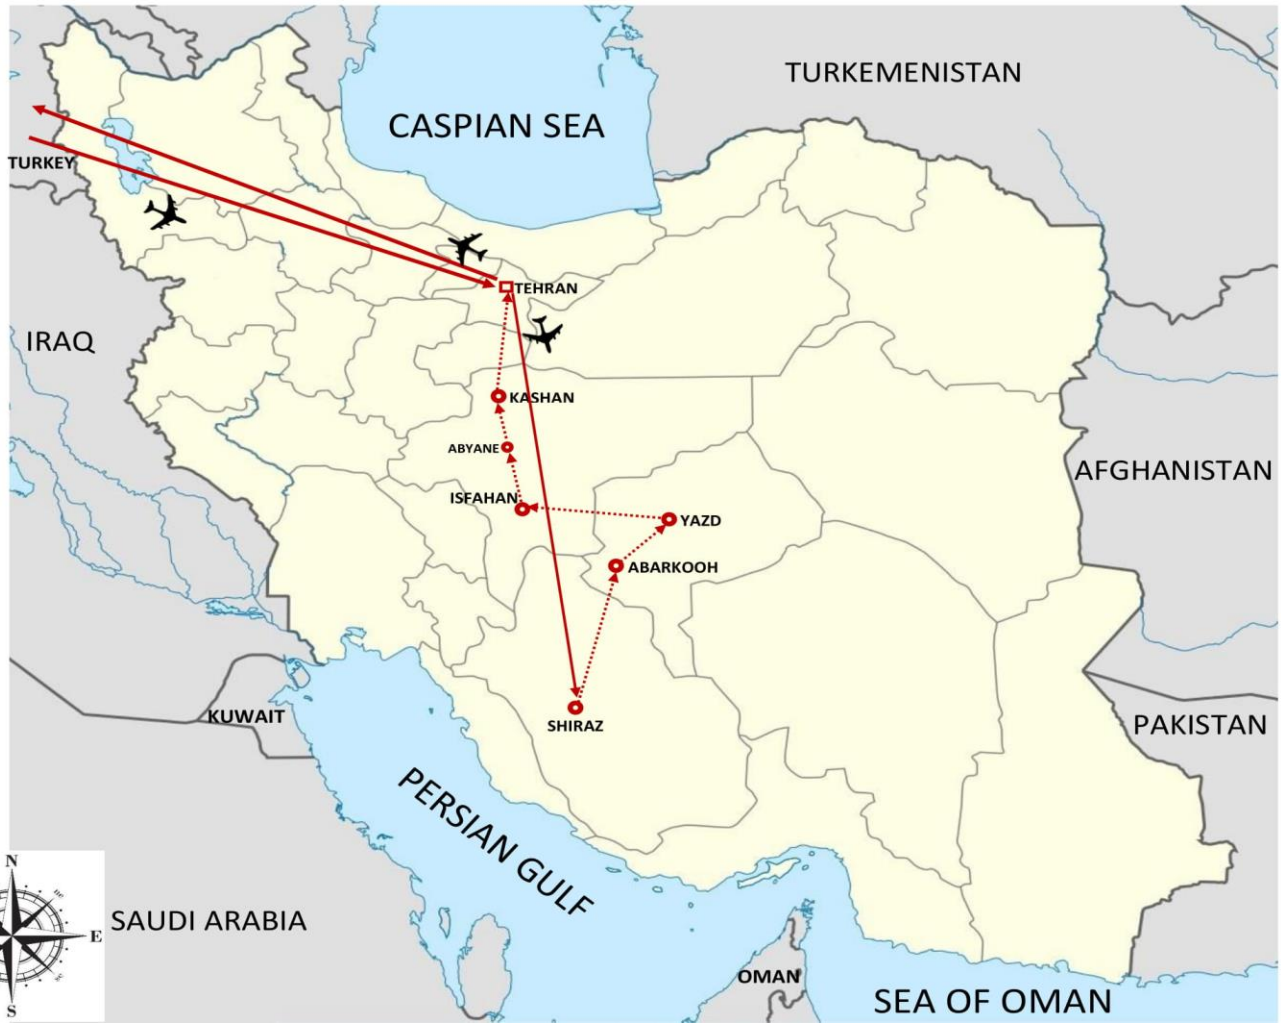 TURKEMENISTAN
CASPIAN SEA
TURKEY
TEHRAN
IRAQ
KASHAN
ABYANE
AFGHANISTAN
ISFAHAN
YAZD
ABARKOOH
KUWAIT
SHIRAZ
PAKISTAN
PERSIAN GULF
N
SAUDI ARABIA
E
OMAN
SEA OF OMAN
S